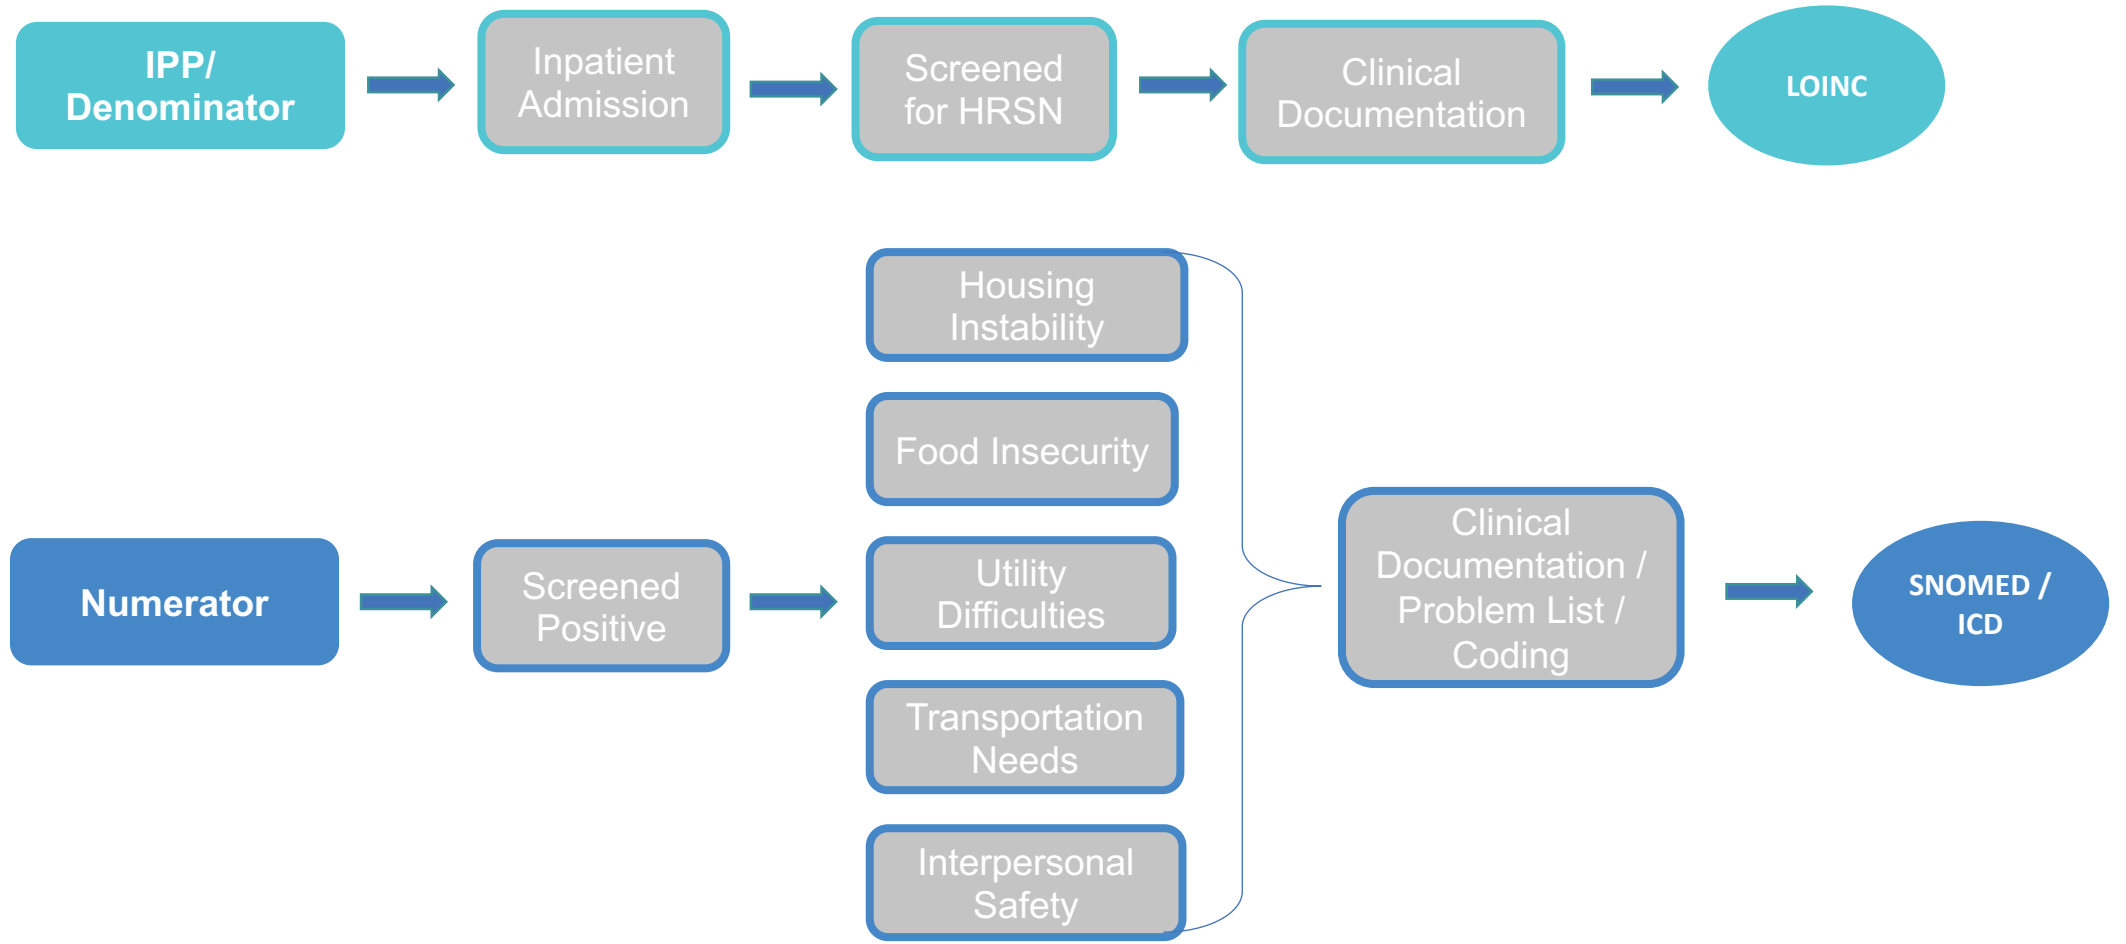 IPP/
Denominator
Inpatient
Admission
Screened
for HRSN
Clinical
Documentation
LOINC
Numerator
Screened
Positive
Housing
Instability
Food Insecurity
Utility
Difficulties
Transportation
Needs
Interpersonal
Safety
Clinical
Documentation /
Problem List /
Coding
SNOMED /
ICD